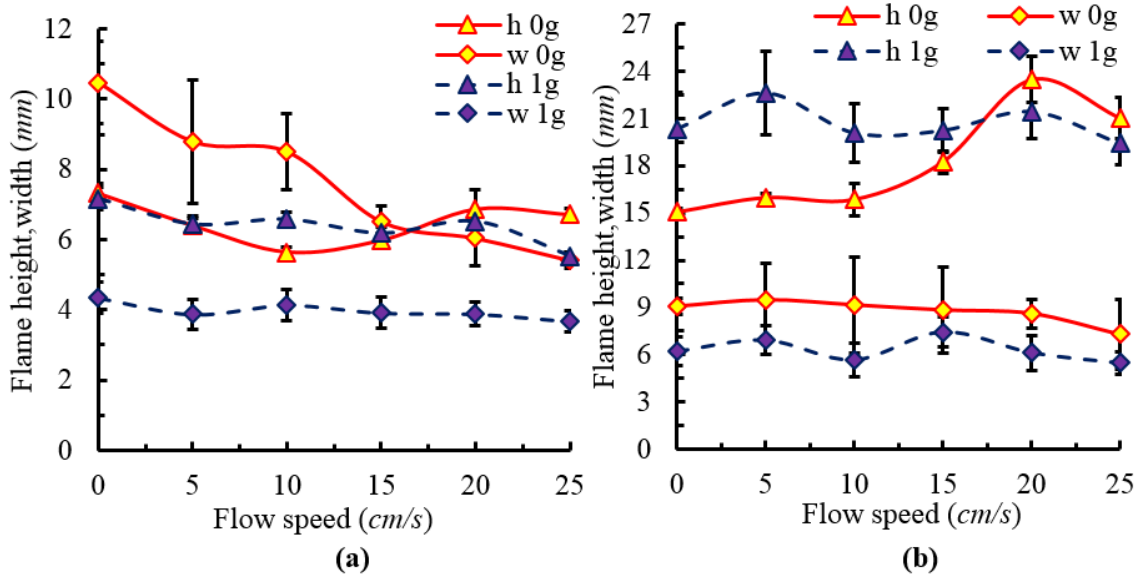 h 0g
w 0g
h 1g
w 1g
12
10
8
6
4
2
0
Flame height,width (mm)
0 5 10 15 20 25
Flow speed (cm/s)
(a)
h 0g w 0g
h 1g w 1g
27
24
21
18
15
12
9
6
3
0
Flame height,width (mm)
0 5 10 15 20 25
Flow speed (cm/s)
(b)